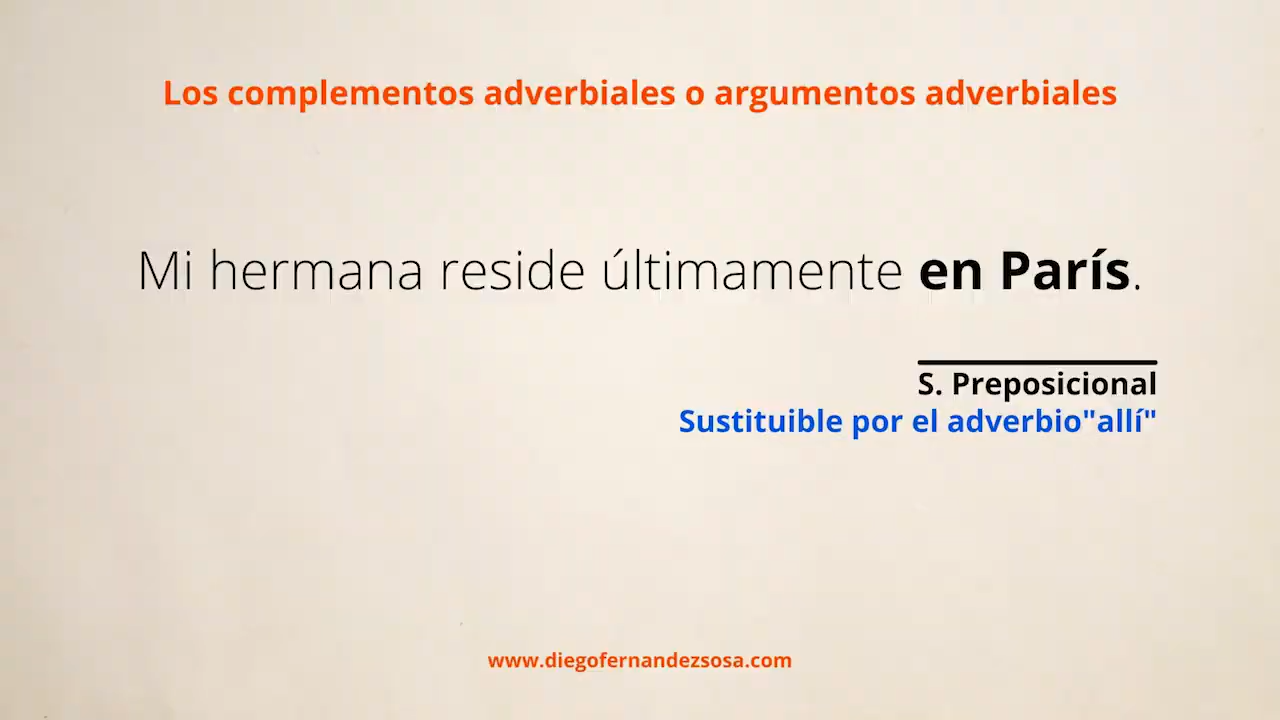 Los complementos adverbiales o argumentos adverbiales
Mi hermana reside últimamente en París.
S. Preposicional
Sustituible por el adverbio"allí"
www.diegofernandezsosa.com